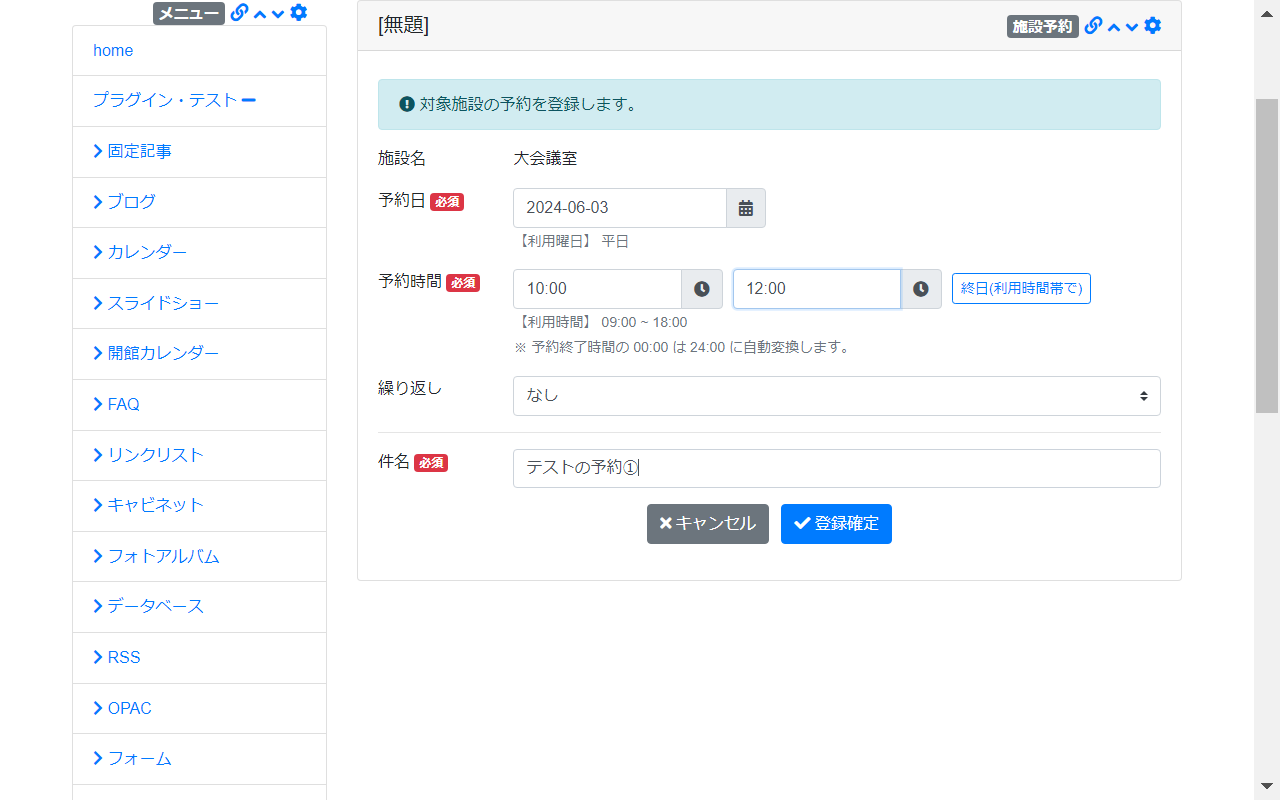 メニュー
home
プラグイン・テスト
固定記事
ブログ
カレンダー
スライドショー
開館カレンダー
FAQ
リンクリスト
キャビネット
フォトアルバム
データベース
RSS
OPAC
フォーム
[無題]
施設予約
対象施設の予約を登録します。
施設名 大会議室
予約日 必須 2024-06-03
【利用曜日】 平日
予約時間 必須 10:00 12:00 終日(利用時間帯で)
【利用時間】 09:00 ~ 18:00
※ 予約終了時間の 00:00 は 24:00 に自動変換します。
繰り返し なし
件名 必須 テストの予約①
キャンセル 登録確定